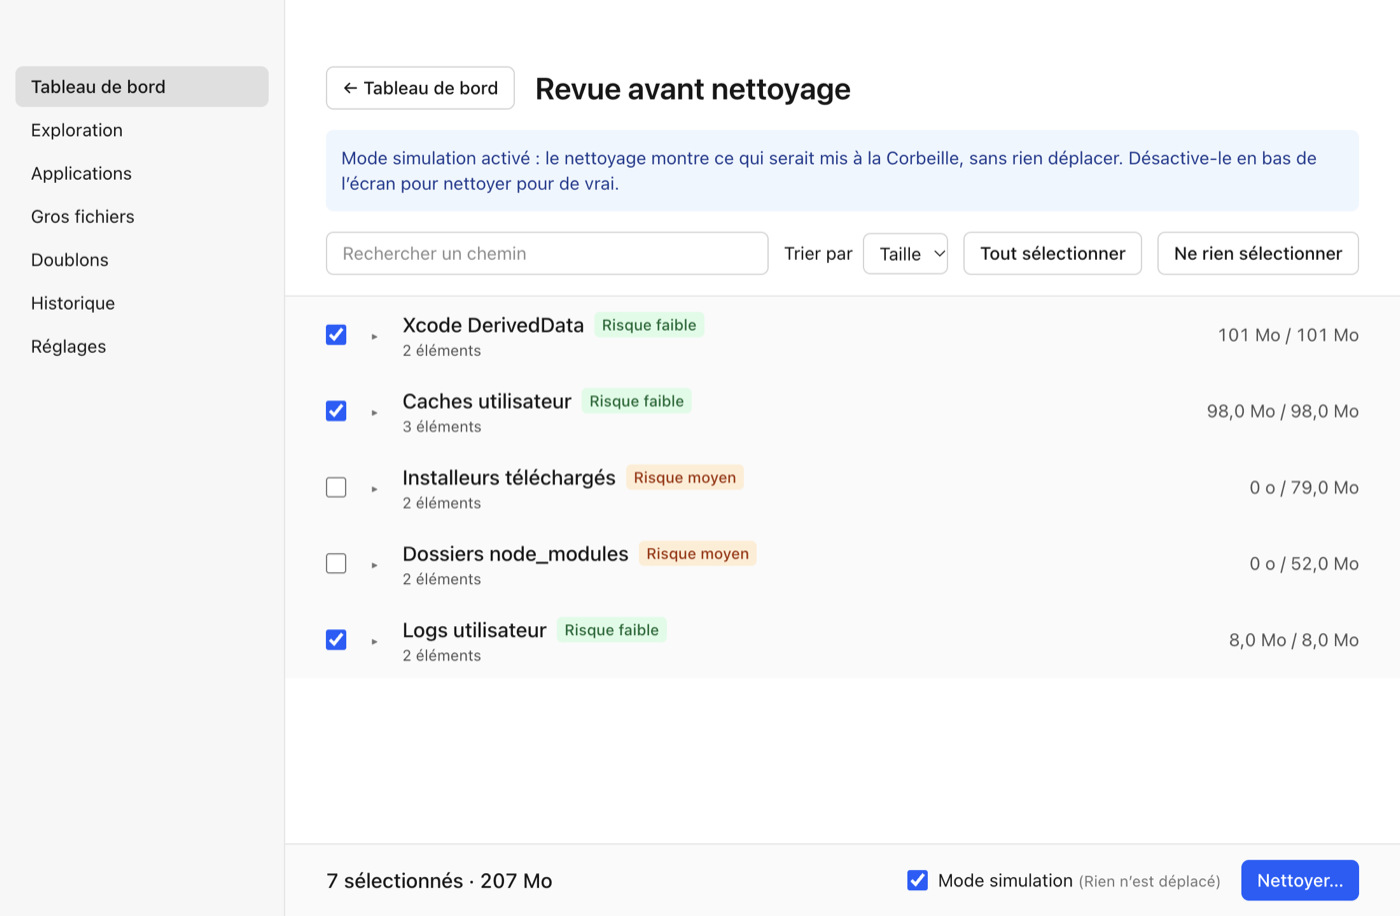 Tableau de bord
Exploration
Applications
Gros fichiers
Doublons
Historique
Réglages
← Tableau de bord
Revue avant nettoyage
Mode simulation activé : le nettoyage montre ce qui serait mis à la Corbeille, sans rien déplacer. Désactive-le en bas de
l’écran pour nettoyer pour de vrai.
Rechercher un chemin
Trier par
Taille
Tout sélectionner
Ne rien sélectionner
Xcode DerivedData Risque faible
2 éléments
101 Mo / 101 Mo
Caches utilisateur Risque faible
3 éléments
98,0 Mo / 98,0 Mo
Installeurs téléchargés Risque moyen
2 éléments
0 o / 79,0 Mo
Dossiers node_modules Risque moyen
2 éléments
0 o / 52,0 Mo
Logs utilisateur Risque faible
2 éléments
8,0 Mo / 8,0 Mo
7 sélectionnés · 207 Mo
Mode simulation (Rien n’est déplacé)
Nettoyer…